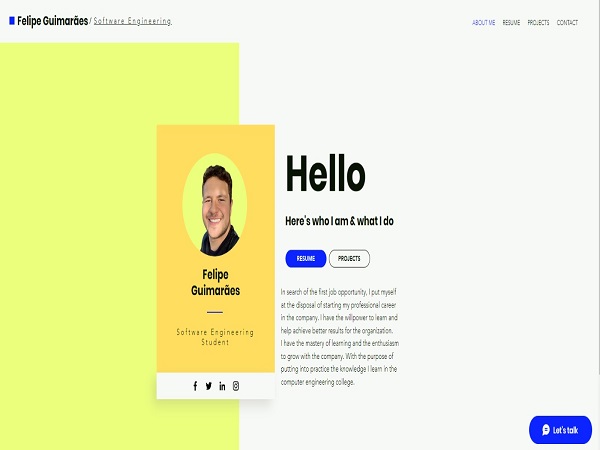 Felipe Guimarães / Software Engineering.
ABOUT ME RESUME PROJECTS CONTACT
Hello
Here's who I am & what I do
RESUME PROJECTS
Felipe
Guimarães
Software Engineering
Student
In search of the first job opportunity, I put myself
at the disposal of starting my professional career
in the company. I have the willpower to learn and
help achieve better results for the organization.
I have the mastery of learning and the enthusiasm
to grow with the company. With the purpose of
putting into practice the knowledge I learn in the
computer engineering college.
Let's talk